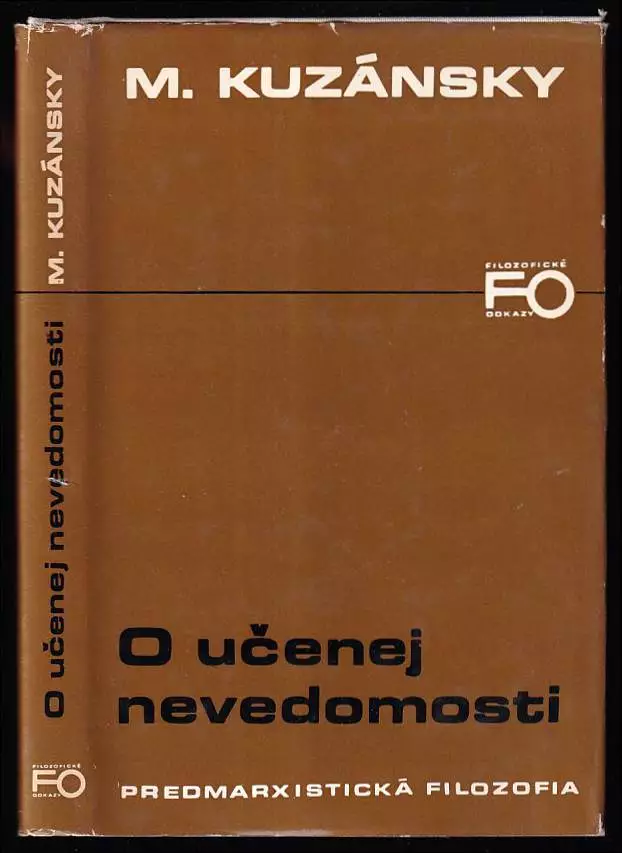 M. KUZÁNSKY
FILOZOFICKÉ
FO
ODKAZY
O učenej
nevedomosti
PREDMARXISTICKÁ FILOZOFIA
M. KUZÁNSKY
O učenej nevedomosti
FILOZOFICKÉ
FO
ODKAZY